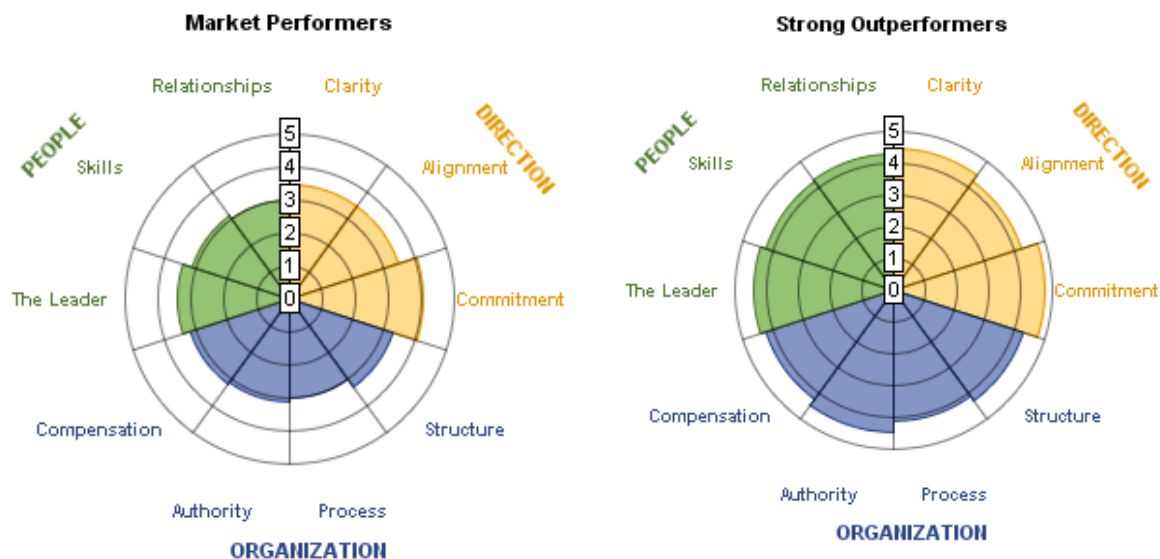 Market Performers
Relationships
Clarity
PEOPLE
DIRECTION
Skills
Alignment
5
4
3
2
1
0
The Leader
Commitment
Compensation
Structure
Authority
Process
ORGANIZATION
Strong Outperformers
Relationships
Clarity
PEOPLE
DIRECTION
Skills
Alignment
5
4
3
2
1
0
The Leader
Commitment
Compensation
Structure
Authority
Process
ORGANIZATION